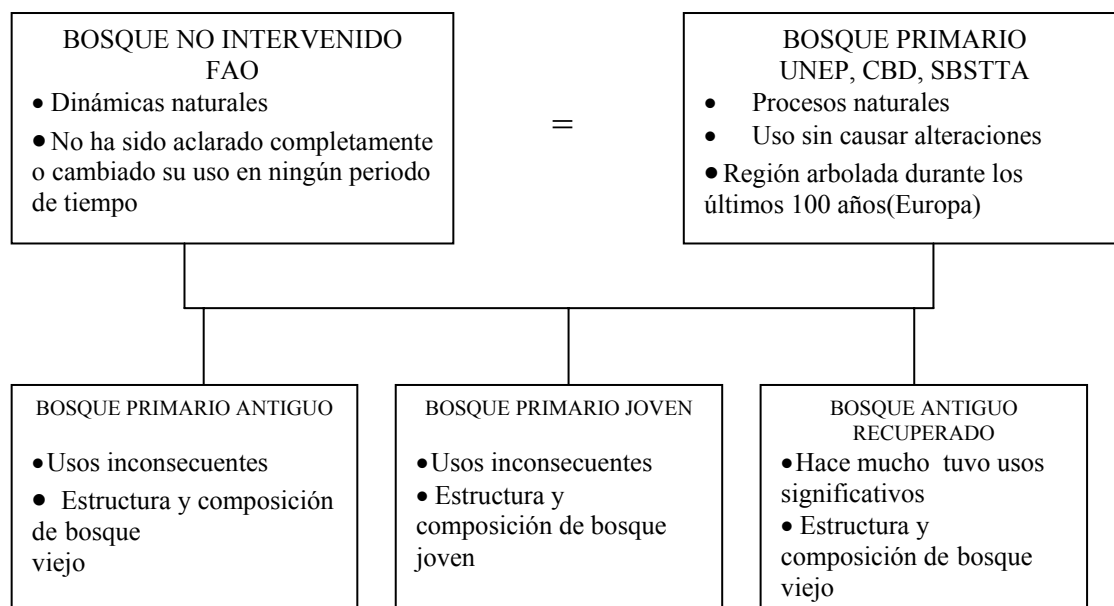 BOSQUE NO INTERVENIDO
FAO
• Dinámicas naturales
• No ha sido aclarado completamente
o cambiado su uso en ningún periodo
de tiempo
=
BOSQUE PRIMARIO
UNEP, CBD, SBSTTA
• Procesos naturales
• Uso sin causar alteraciones
• Región arbolada durante los
últimos 100 años(Europa)
BOSQUE PRIMARIO ANTIGUO
• Usos inconsecuentes
• Estructura y composición
de bosque
viejo
BOSQUE PRIMARIO JOVEN
• Usos inconsecuentes
• Estructura y
composición de bosque
joven
BOSQUE ANTIGUO
RECUPERADO
• Hace mucho tuvo usos
significativos
• Estructura y
composición de bosque
viejo